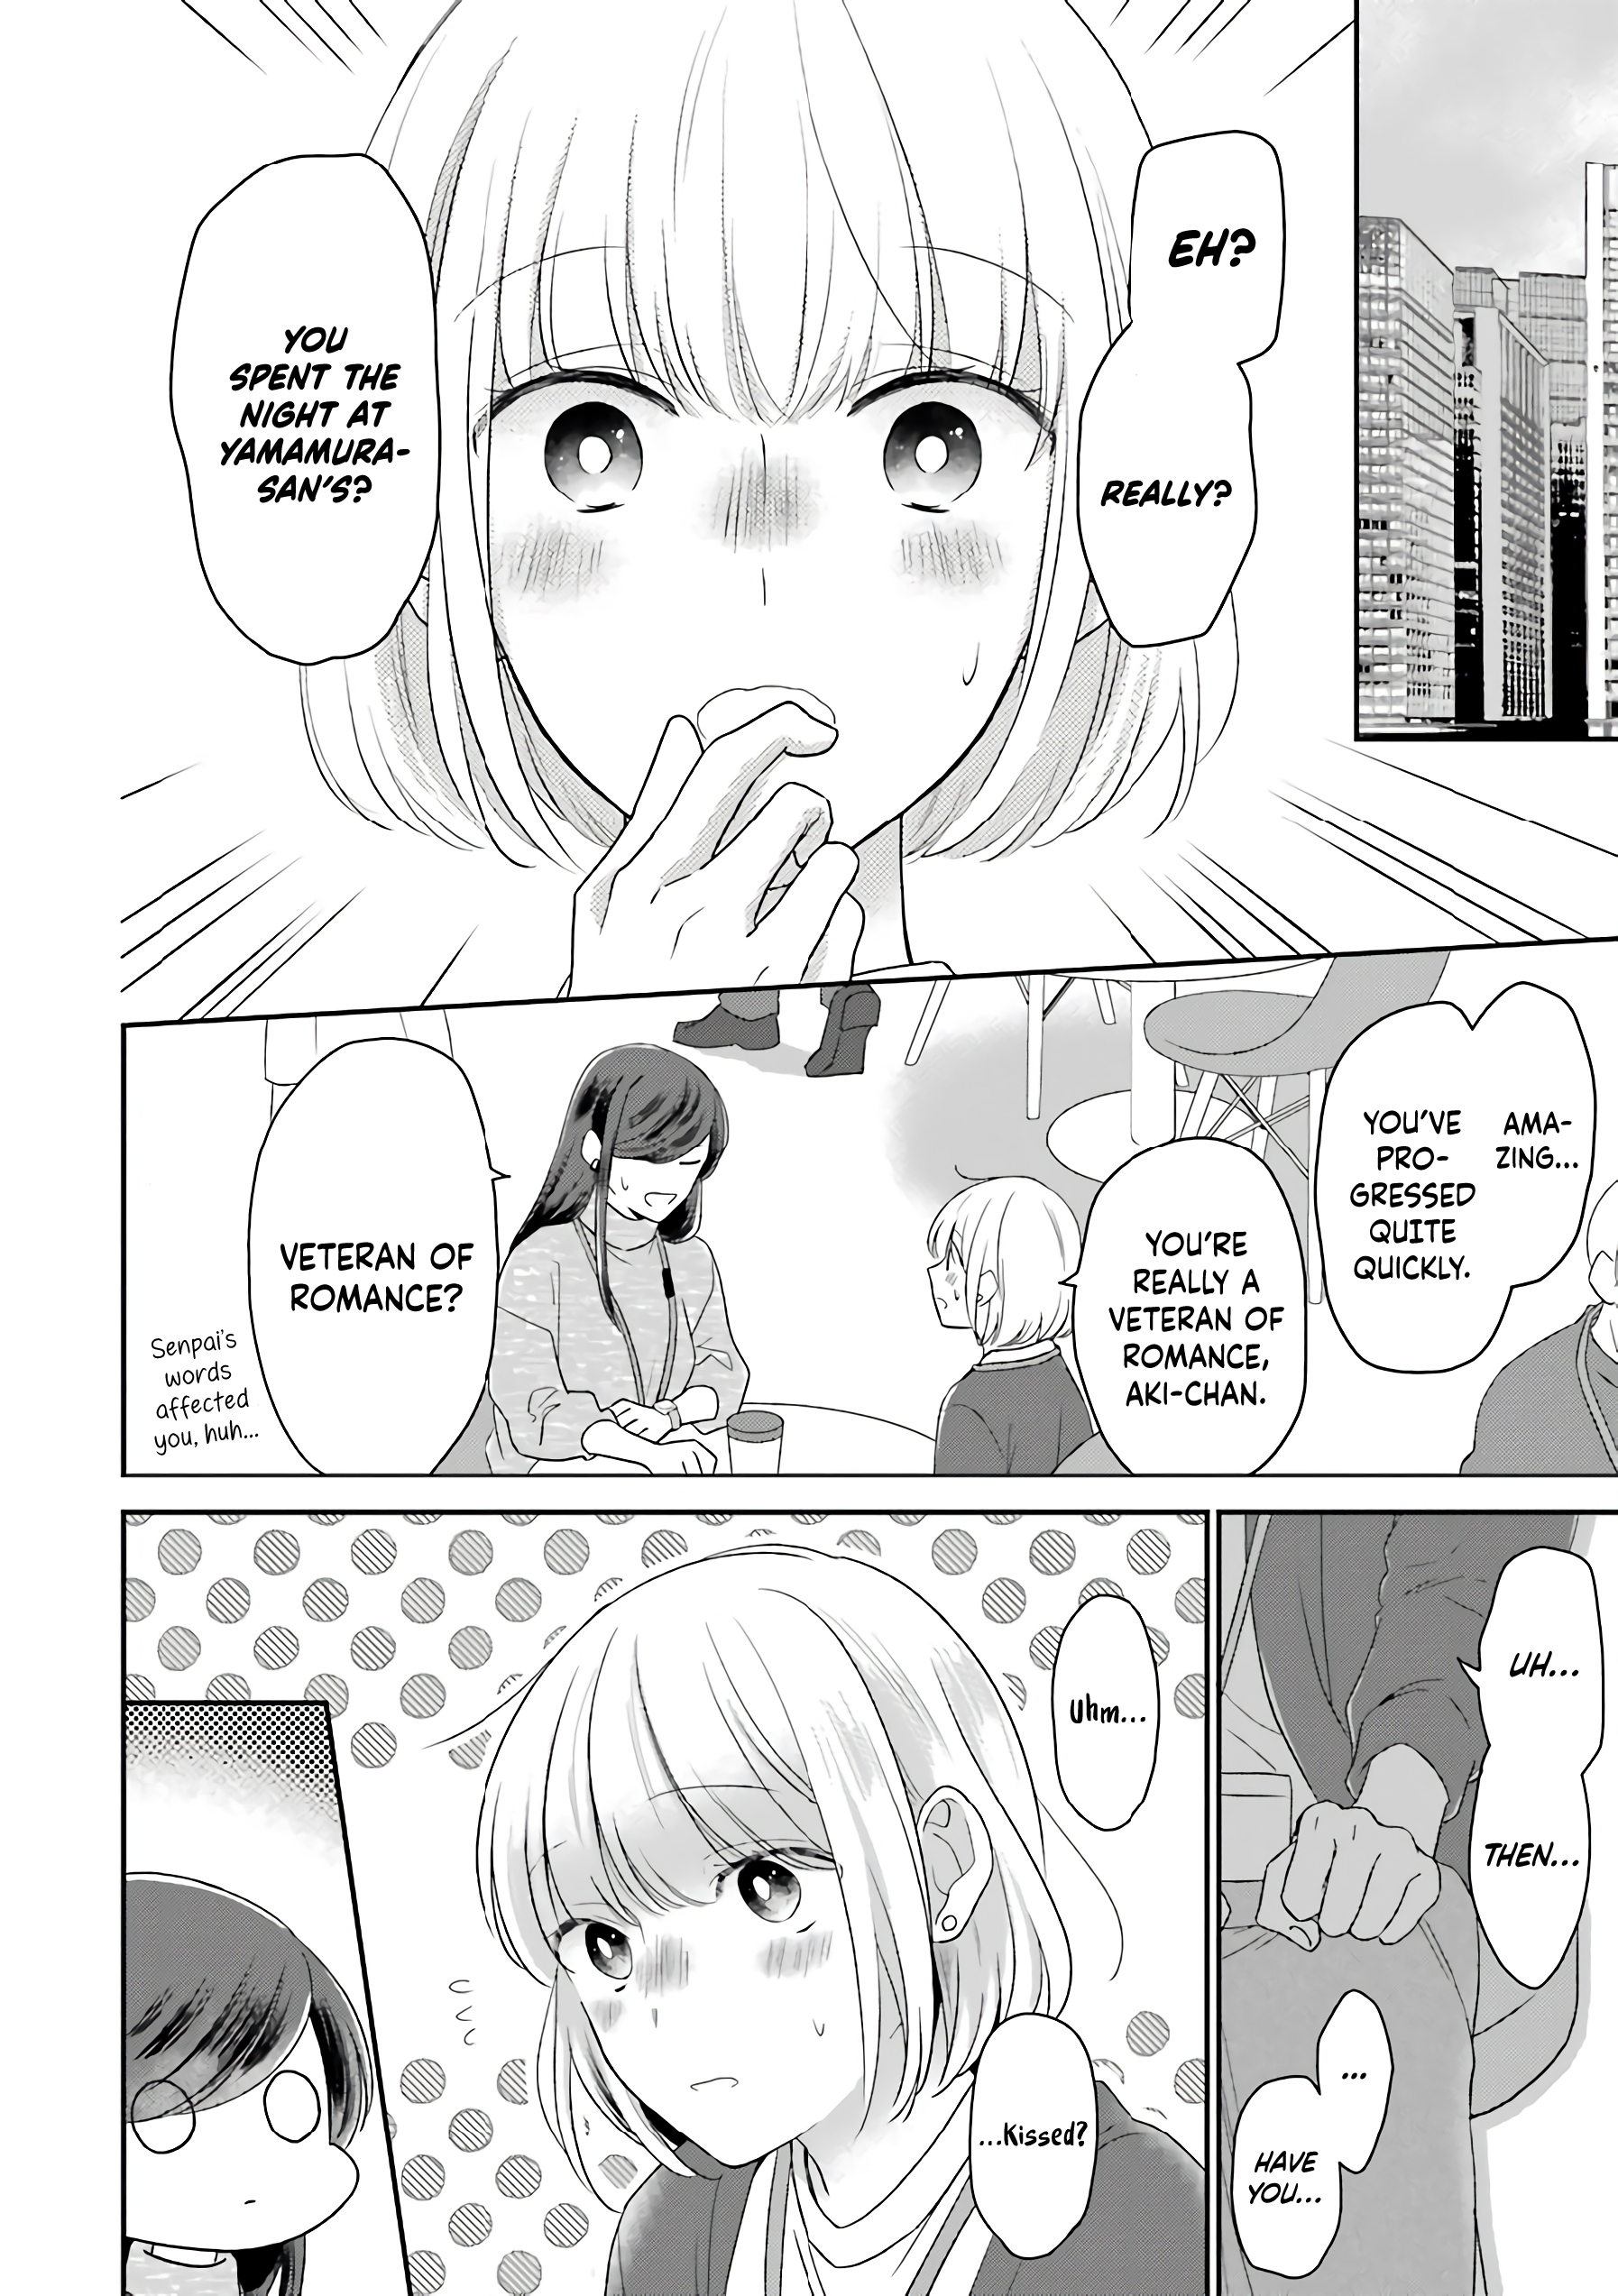 EH?
REALLY?
YOU
SPENT THE
NIGHT AT
YAMAMURA-
SAN'S?
AMA-
ZING...
YOU'VE
PRO-
GRESSED
QUITE
QUICKLY.
YOU'RE
REALLY A
VETERAN OF
ROMANCE,
AKI-CHAN.
VETERAN OF
ROMANCE?
Senpai's
words
affected
you, huh...
UH...
THEN...
...
HAVE
YOU...
Uhm...
...Kissed?